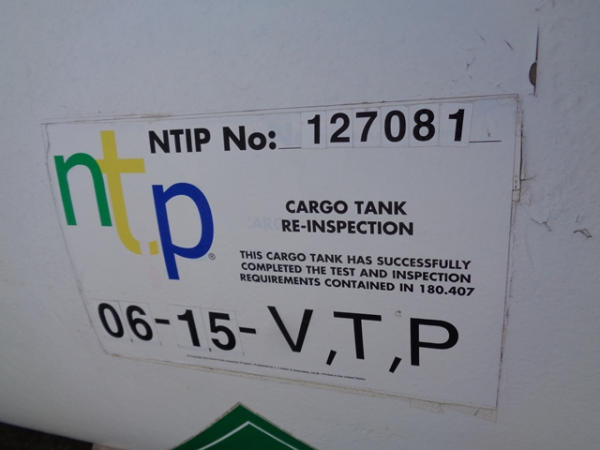 NTIP No: 127081
ntp®
CARGO TANK
RE-INSPECTION
THIS CARGO TANK HAS SUCCESSFULLY
COMPLETED THE TEST AND INSPECTION
REQUIREMENTS CONTAINED IN 180.407
06-15-V,T,P